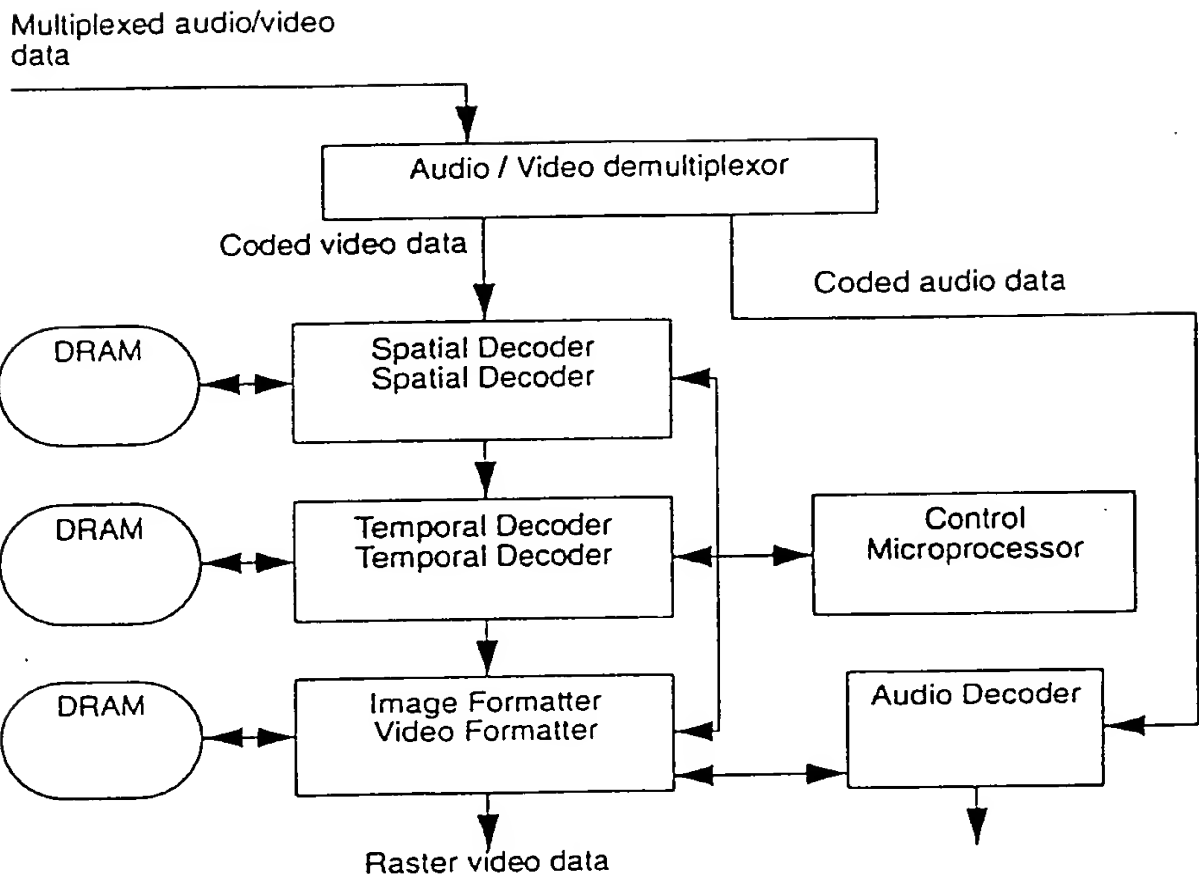 Multiplexed audio/video
data
Audio / Video demultiplexor
Coded video data
Coded audio data
DRAM
Spatial Decoder
Spatial Decoder
DRAM
Temporal Decoder
Temporal Decoder
Control
Microprocessor
DRAM
Image Formatter
Video Formatter
Audio Decoder
Raster video data